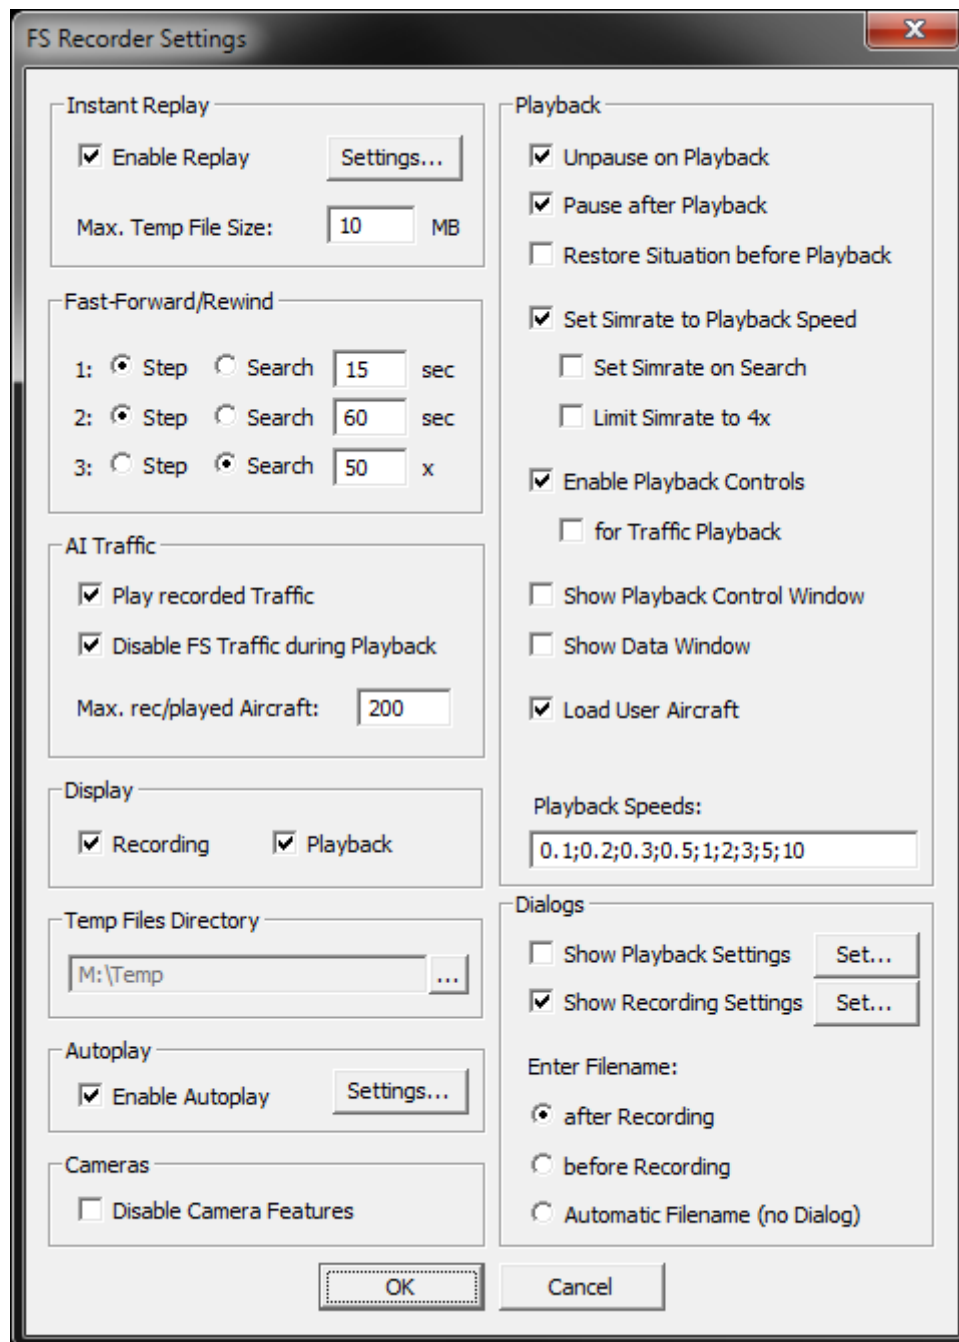 FS Recorder Settings
Instant Replay
Enable Replay
Settings...
Max. Temp File Size: 10 MB
Fast-Forward/Rewind
1: Step Search 15 sec
2: Step Search 60 sec
3: Step Search 50 x
AI Traffic
Play recorded Traffic
Disable FS Traffic during Playback
Max. rec/played Aircraft: 200
Display
Recording Playback
Temp Files Directory
M:\Temp ...
Autoplay
Enable Autoplay Settings...
Cameras
Disable Camera Features
Playback
Unpause on Playback
Pause after Playback
Restore Situation before Playback
Set Simrate to Playback Speed
Set Simrate on Search
Limit Simrate to 4x
Enable Playback Controls
for Traffic Playback
Show Playback Control Window
Show Data Window
Load User Aircraft
Playback Speeds:
0.1;0.2;0.3;0.5;1;2;3;5;10
Dialogs
Show Playback Settings Set...
Show Recording Settings Set...
Enter Filename:
after Recording
before Recording
Automatic Filename (no Dialog)
OK Cancel